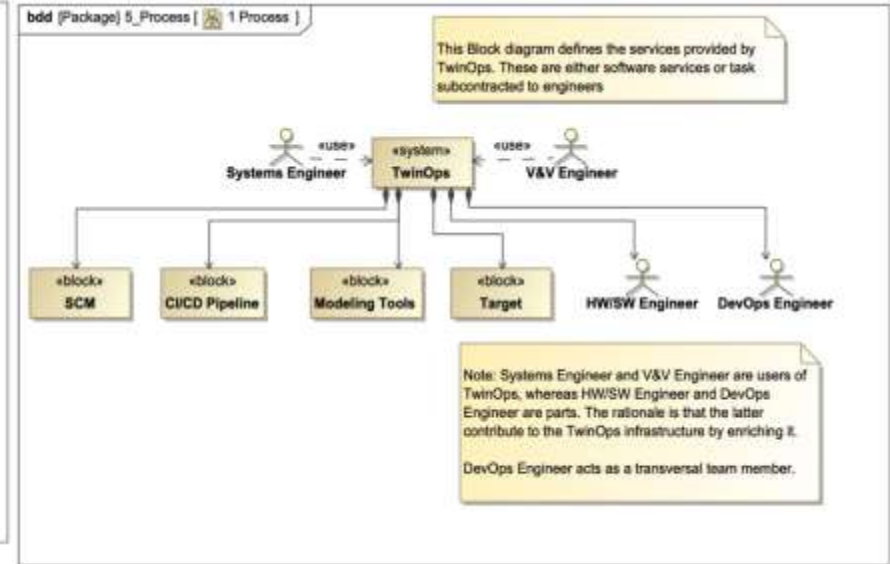 bdd [Package] 5_Process [ 1 Process ]
This Block diagram defines the services provided by
TwinOps. These are either software services or task
subcontracted to engineers
«use» «system» «use»
Systems Engineer TwinOps V&V Engineer
«block» «block» «block» «block»
SCM CI/CD Pipeline Modeling Tools Target HW/SW Engineer DevOps Engineer
Note: Systems Engineer and V&V Engineer are users of
TwinOps, whereas HW/SW Engineer and DevOps
Engineer are parts. The rationale is that the latter
contribute to the TwinOps infrastructure by enriching it.
DevOps Engineer acts as a transversal team member.